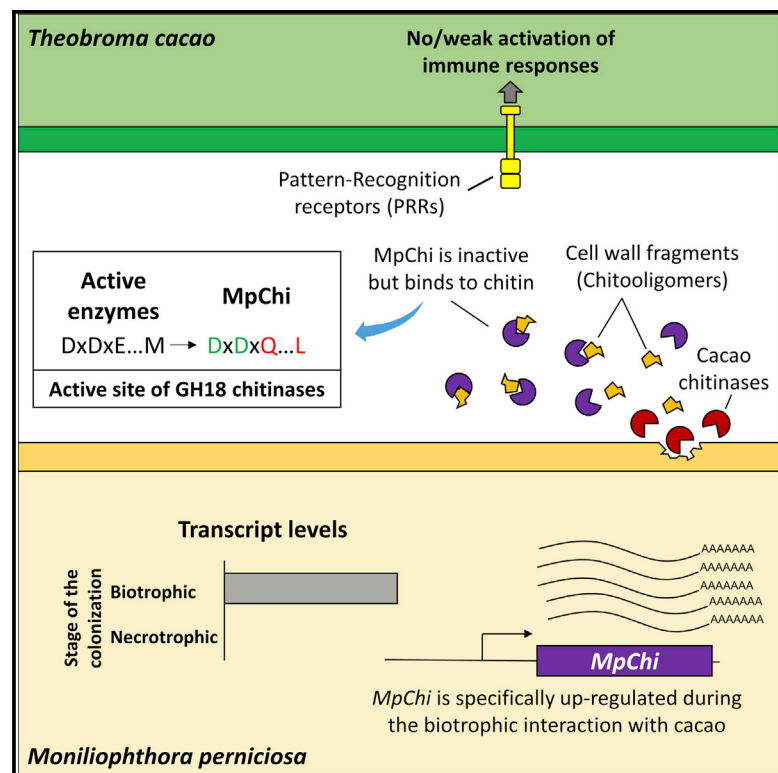 Theobroma cacao
No/weak activation of
immune responses
Pattern-Recognition
receptors (PRRs)
MpChi is inactive
but binds to chitin
Cell wall fragments
(Chitooligomers)
Cacao
chitinases
Active
enzymes
MpChi
DxDxE...M
DxDxQ...L
Active site of GH18 chitinases
Transcript levels
Stage of the
colonization
Biotrophic
Necrotrophic
AAAAAAA
AAAAAAA
AAAAAAA
AAAAAAA
AAAAAAA
MpChi
MpChi is specifically up-regulated during
the biotrophic interaction with cacao
Moniliophthora perniciosa